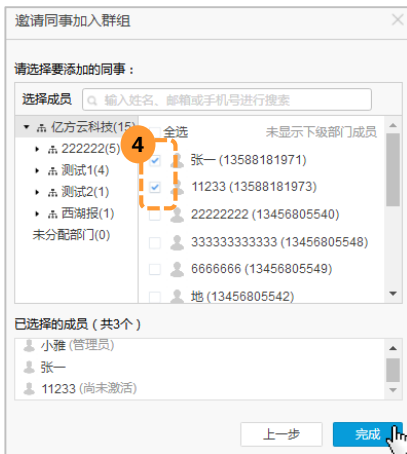 邀请同事加入群组
请选择要添加的同事：
选择成员 输入姓名、邮箱或手机号进行搜索
亿方云科技(15)
222222(5)
测试1(4)
测试2(1)
西湖报(1)
未分配部门(0)
4
全选 未显示下级部门成员
张一 (13588181971)
11233 (13588181973)
22222222 (13456805540)
333333333333 (13456805548)
6666666 (13456805549)
地 (13456805542)
已选择的成员（共3个）
小雅 (管理员)
张一
11233 (尚未激活)
上一步 完成